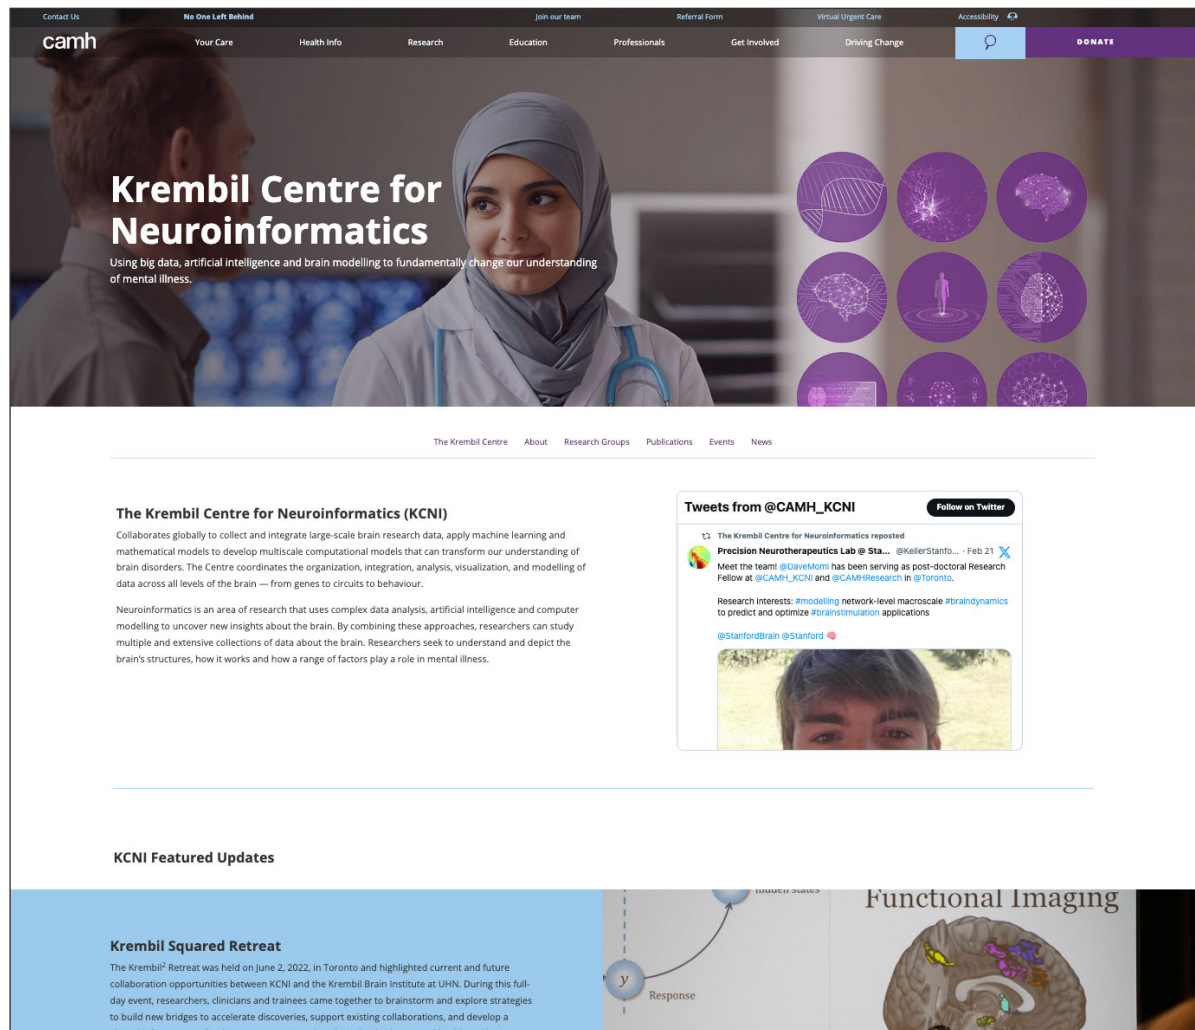 Contact Us
No One Left Behind
Join our team
Referral Form
Virtual Urgent Care
Accessibility
camh
Your Care
Health Info
Research
Education
Professionals
Get Involved
Driving Change
DONATE
Krembil Centre for
Neuroinformatics
Using big data, artificial intelligence and brain modelling to fundamentally change our understanding
of mental illness.
The Krembil Centre
About
Research Groups
Publications
Events
News
The Krembil Centre for Neuroinformatics (KCNI)
Collaborates globally to collect and integrate large-scale brain research data, apply machine learning and
mathematical models to develop multiscale computational models that can transform our understanding of
brain disorders. The Centre coordinates the organization, integration, analysis, visualization, and modelling of
data across all levels of the brain — from genes to circuits to behaviour.
Neuroinformatics is an area of research that uses complex data analysis, artificial intelligence and computer
modelling to uncover new insights about the brain. By combining these approaches, researchers can study
multiple and extensive collections of data about the brain. Researchers seek to understand and depict the
brain's structures, how it works and how a range of factors play a role in mental illness.
Tweets from @CAMH_KCNI
Follow on Twitter
The Krembil Centre for Neuroinformatics reposted
Precision Neurotherapeutics Lab @ Sta... @KellerStanfo... · Feb 21
Meet the team! @DaveMomi has been serving as post-doctoral Research
Fellow at @CAMH_KCNI and @CAMHResearch in @Toronto.
Research interests: #modelling network-level macroscale #braindynamics
to predict and optimize #brainstimulation applications
@StanfordBrain @Stanford 🧠
KCNI Featured Updates
Krembil Squared Retreat
The Krembil² Retreat was held on June 2, 2022, in Toronto and highlighted current and future
collaboration opportunities between KCNI and the Krembil Brain Institute at UHN. During this full-
day event, researchers, clinicians and trainees came together to brainstorm and explore strategies
to build new bridges to accelerate discoveries, support existing collaborations, and develop a
hidden states
Functional Imaging
y
Response